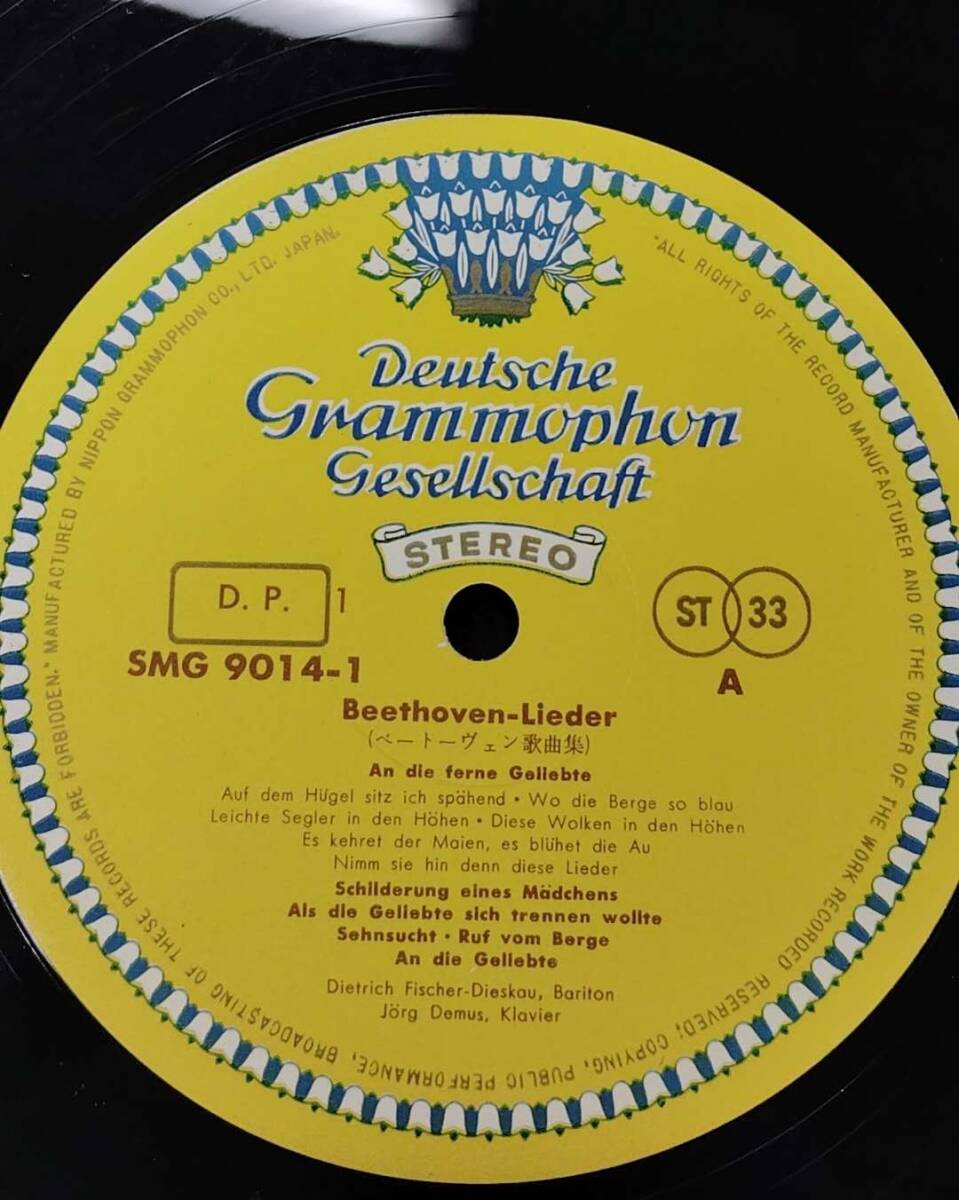 Deutsche
Grammophon
Gesellschaft
STEREO
D. P. 1
ST 33
SMG 9014-1
A
Beethoven-Lieder
(ベートーヴェン歌曲集)
An die ferne Geliebte
Auf dem Hügel sitz ich spähend · Wo die Berge so blau
Leichte Segler in den Höhen · Diese Wolken in den Höhen
Es kehret der Maien, es blühet die Au
Nimm sie hin denn diese Lieder
Schilderung eines Mädchens
Als die Geliebte sich trennen wollte
Sehnsucht · Ruf vom Berge
An die Geliebte
Dietrich Fischer-Dieskau, Bariton
Jörg Demus, Klavier
"ALL RIGHTS OF THE RECORD MANUFACTURER AND OF THE OWNER OF THE WORK RECORDED RESERVED; COPYING, PUBLIC PERFORMANCE, BROADCASTING OF THESE RECORDS ARE FORBIDDEN." MANUFACTURED BY NIPPON GRAMMOPHON CO., LTD. JAPAN.